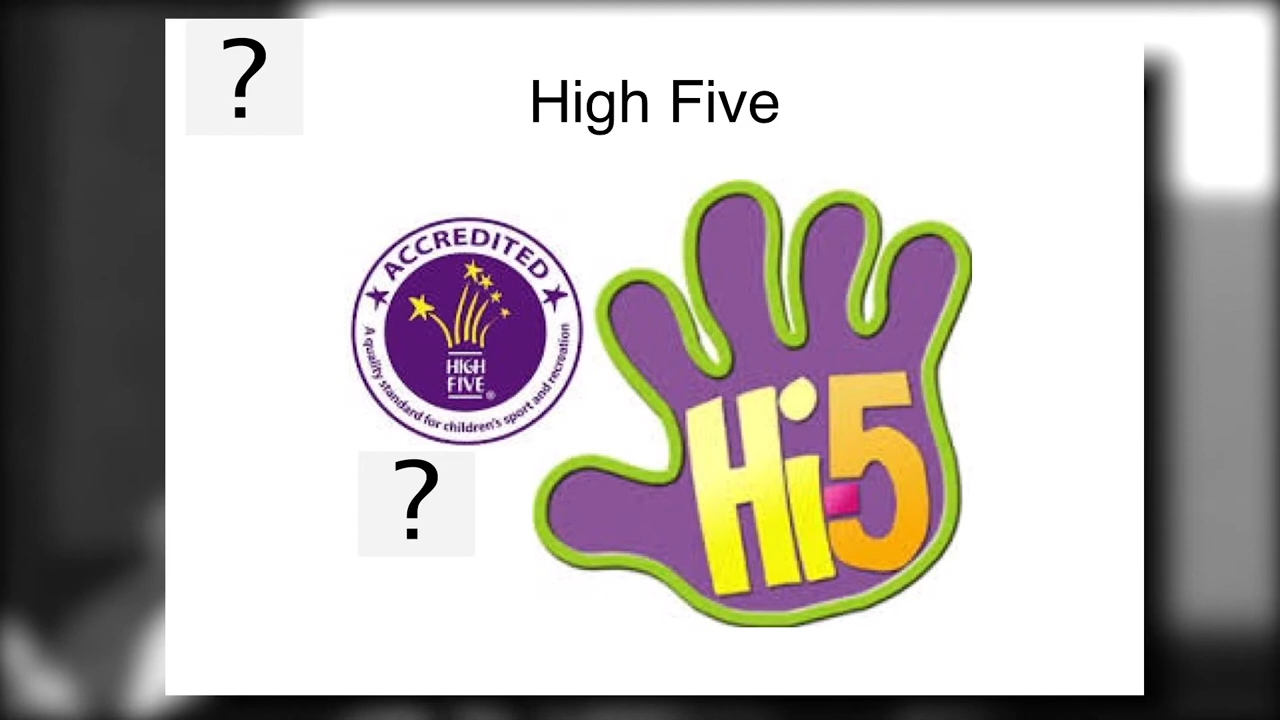 ?
High Five
ACCREDITED
HIGH
FIVE®
A quality standard for children's sport and recreation
?
Hi-5